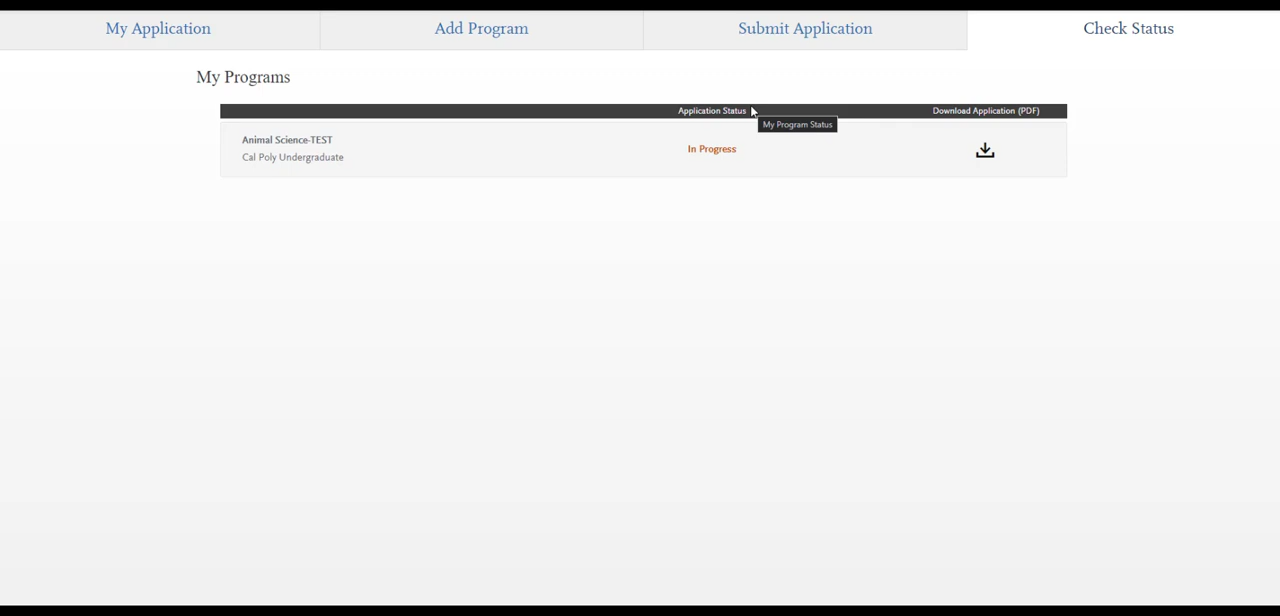 My Application Add Program Submit Application Check Status
My Programs
Application Status Download Application (PDF)
My Program Status
Animal Science-TEST
In Progress
Cal Poly Undergraduate